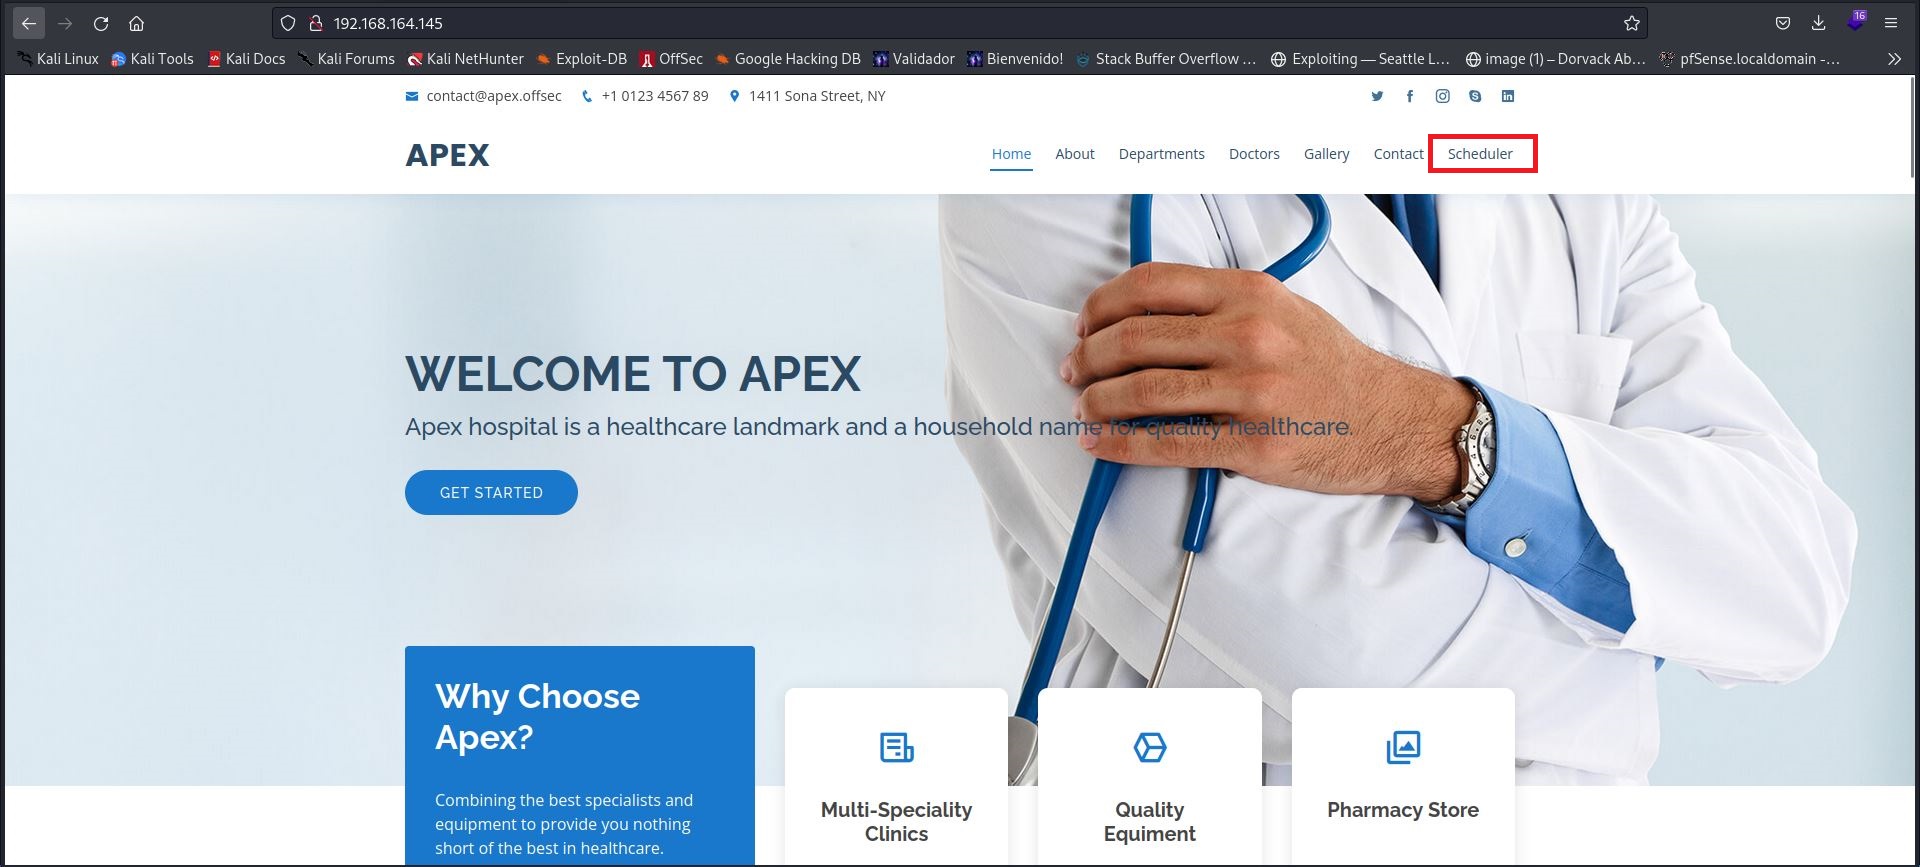 192.168.164.145
16
Kali Linux Kali Tools Kali Docs Kali Forums Kali NetHunter Exploit-DB OffSec Google Hacking DB Validador Bienvenido! Stack Buffer Overflow … Exploiting — Seattle L… image (1) – Dorvack Ab… pfSense.localdomain -…
contact@apex.offsec +1 0123 4567 89 1411 Sona Street, NY
APEX
Home About Departments Doctors Gallery Contact Scheduler
WELCOME TO APEX
Apex hospital is a healthcare landmark and a household name for quality healthcare.
GET STARTED
Why Choose
Apex?
Combining the best specialists and
equipment to provide you nothing
short of the best in healthcare.
Multi-Speciality
Clinics
Quality
Equiment
Pharmacy Store